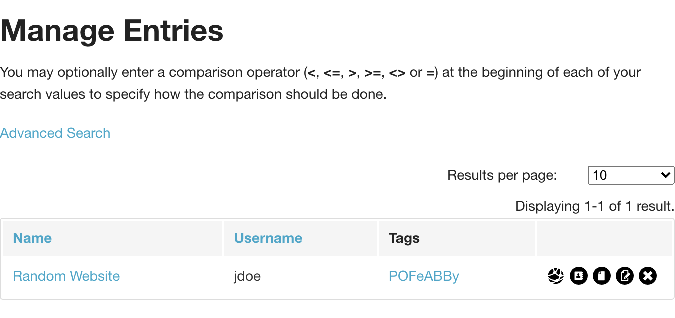 Manage Entries
You may optionally enter a comparison operator (<, <=, >, >=, <> or =) at the beginning of each of your
search values to specify how the comparison should be done.
Advanced Search
Results per page: 10
Displaying 1-1 of 1 result.
Name Username Tags
Random Website jdoe POFeABBy